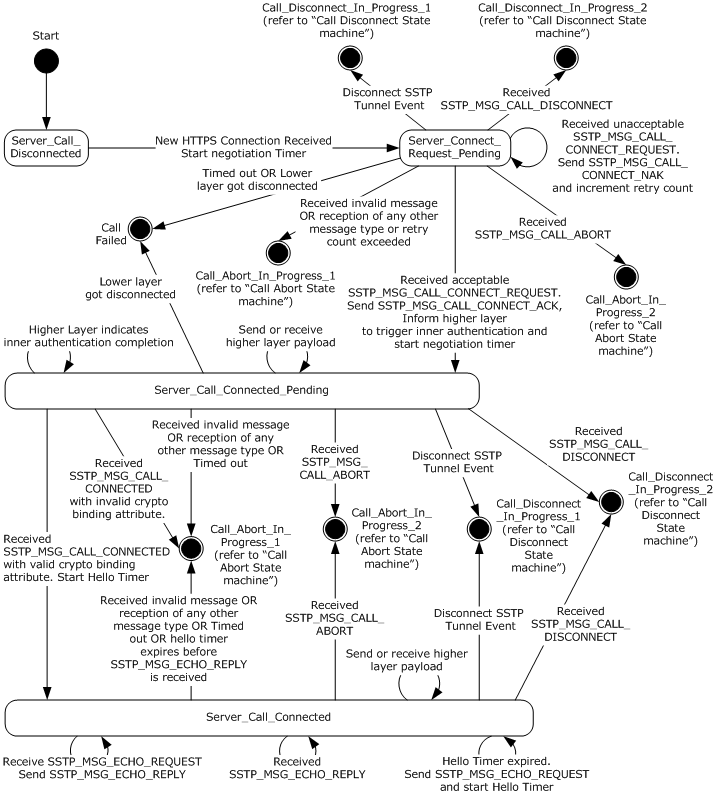 Call_Disconnect_In_Progress_1
(refer to “Call Disconnect State
machine”)
Call_Disconnect_In_Progress_2
(refer to “Call Disconnect State
machine”)
Start
Disconnect SSTP
Tunnel Event
Received
SSTP_MSG_CALL_DISCONNECT
Server_Call_
Disconnected
New HTTPS Connection Received
Start negotiation Timer
Server_Connect_
Request_Pending
Received unacceptable
SSTP_MSG_CALL_
CONNECT_REQUEST.
Send SSTP_MSG_CALL_
CONNECT_NAK
and increment retry count
Timed out OR Lower
layer got disconnected
Received invalid message
OR reception of any other
message type or retry
count exceeded
Received
SSTP_MSG_CALL_ABORT
Call
Failed
Call_Abort_In_Progress_1
(refer to “Call Abort State
machine”)
Lower layer
got disconnected
Received acceptable
SSTP_MSG_CALL_CONNECT_REQUEST.
Send SSTP_MSG_CALL_CONNECT_ACK,
Inform higher layer
to trigger inner authentication and
start negotiation timer
Call_Abort_In_
Progress_2
(refer to “Call
Abort State
machine”)
Higher Layer indicates
inner authentication completion
Send or receive
higher layer payload
Server_Call_Connected_Pending
Received invalid message
OR reception of any
other message type OR
Timed out
Received
SSTP_MSG_CALL_
CONNECTED
with invalid crypto
binding attribute.
Received
SSTP_MSG_
CALL_ABORT
Disconnect SSTP
Tunnel Event
Received
SSTP_MSG_CALL_
DISCONNECT
Call_Disconnect
_In_Progress_2
(refer to “Call
Disconnect
State
machine”)
Call_Abort_In_
Progress_1
(refer to “Call
Abort State
machine”)
Call_Abort_In_
Progress_2
(refer to “Call
Abort State
machine”)
Call_Disconnect
_In_Progress_1
(refer to “Call
Disconnect
State
machine”)
Received
SSTP_MSG_CALL_CONNECTED
with valid crypto binding
attribute. Start Hello Timer
Received invalid message OR
reception of any other
message type OR Timed
out OR hello timer
expires before
SSTP_MSG_ECHO_REPLY
is received
Received
SSTP_MSG_CALL_
ABORT
Disconnect SSTP
Tunnel Event
Received
SSTP_MSG_CALL_
DISCONNECT
Send or receive higher
layer payload
Server_Call_Connected
Receive SSTP_MSG_ECHO_REQUEST
Send SSTP_MSG_ECHO_REPLY
Received
SSTP_MSG_ECHO_REPLY
Hello Timer expired.
Send SSTP_MSG_ECHO_REQUEST
and start Hello Timer